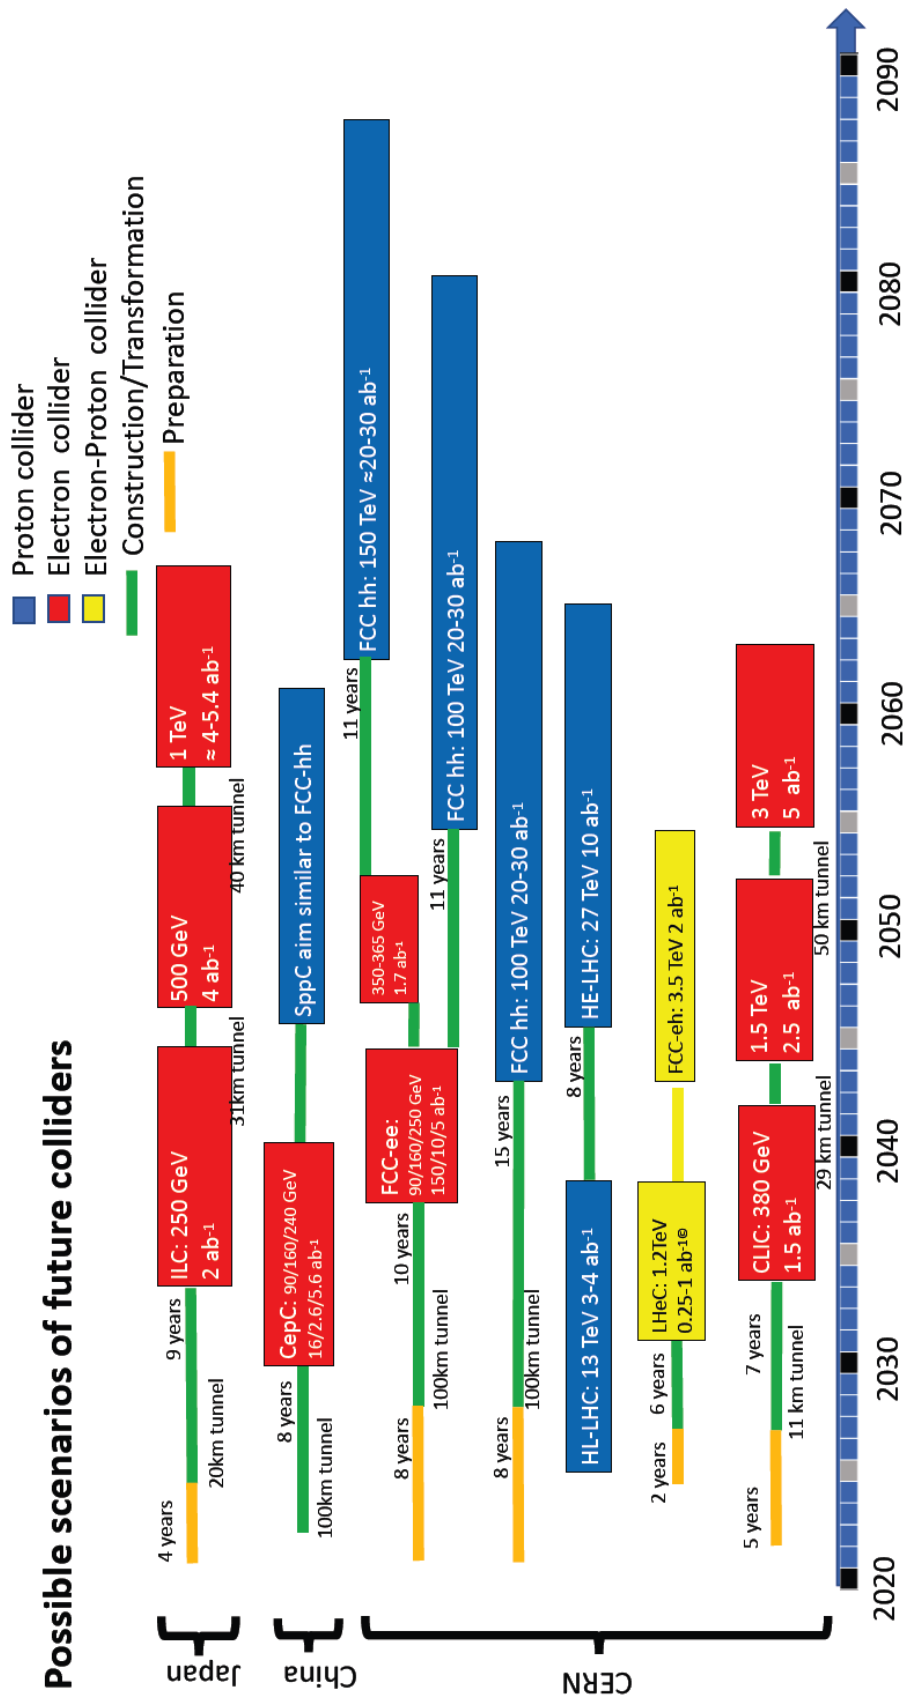 Possible scenarios of future colliders
Proton collider
Electron collider
Electron-Proton collider
Construction/Transformation
Preparation
Japan
4 years
9 years
20km tunnel
ILC: 250 GeV
2 ab⁻¹
31km tunnel
500 GeV
4 ab⁻¹
40 km tunnel
1 TeV
≈ 4-5.4 ab⁻¹
China
8 years
100km tunnel
CepC: 90/160/240 GeV
16/2.6/5.6 ab⁻¹
SppC aim similar to FCC-hh
CERN
8 years
10 years
100km tunnel
FCC-ee:
90/160/250 GeV
150/10/5 ab⁻¹
350-365 GeV
1.7 ab⁻¹
11 years
FCC hh: 150 TeV ≈20-30 ab⁻¹
11 years
FCC hh: 100 TeV 20-30 ab⁻¹
8 years
100km tunnel
15 years
FCC hh: 100 TeV 20-30 ab⁻¹
HL-LHC: 13 TeV 3-4 ab⁻¹
8 years
HE-LHC: 27 TeV 10 ab⁻¹
2 years
6 years
LHeC: 1.2TeV
0.25-1 ab⁻¹
FCC-eh: 3.5 TeV 2 ab⁻¹
5 years
7 years
11 km tunnel
CLIC: 380 GeV
1.5 ab⁻¹
29 km tunnel
1.5 TeV
2.5 ab⁻¹
50 km tunnel
3 TeV
5 ab⁻¹
2020
2030
2040
2050
2060
2070
2080
2090